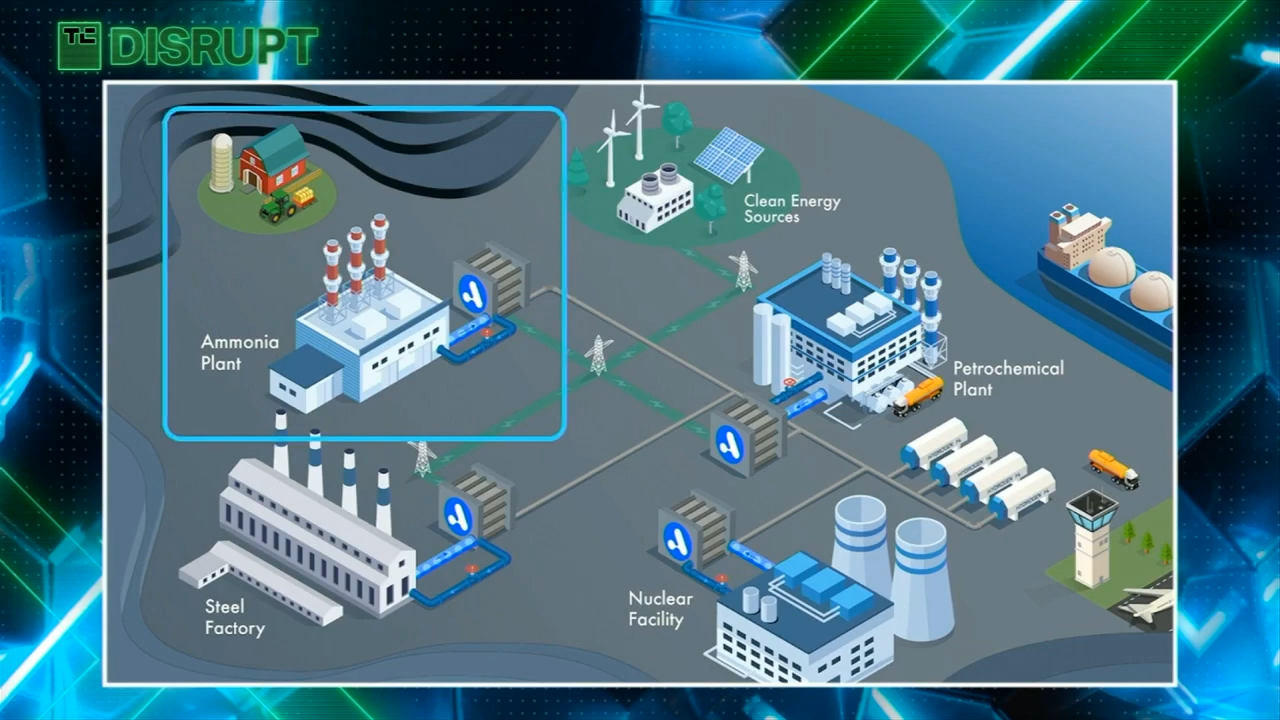 TC DISRUPT
Clean Energy
Sources
Ammonia
Plant
Petrochemical
Plant
Steel
Factory
Nuclear
Facility